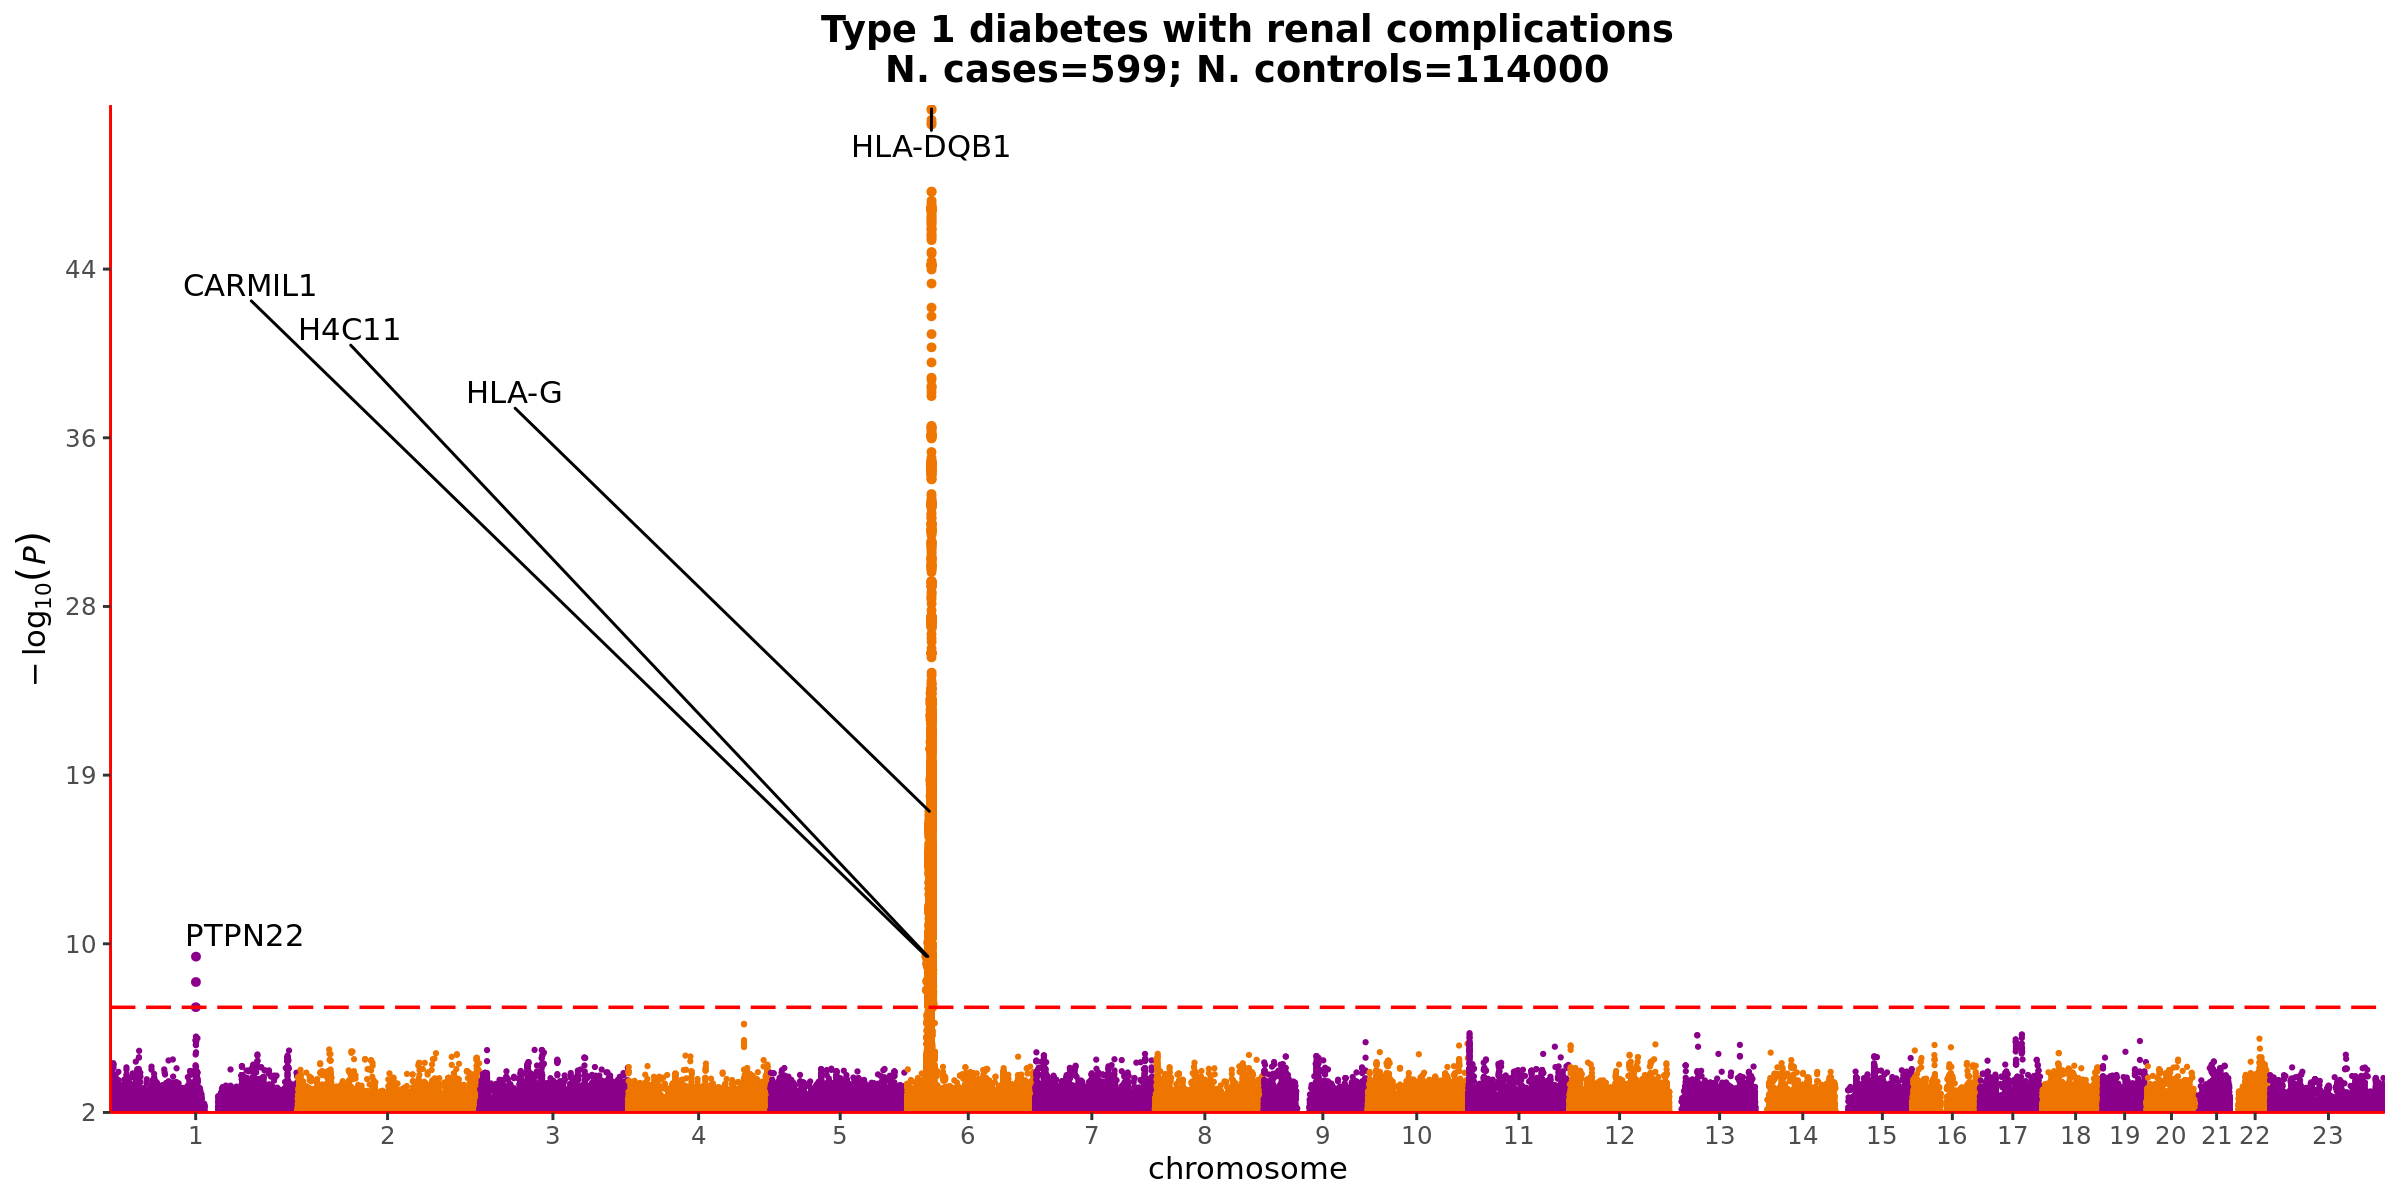 Type 1 diabetes with renal complications
N. cases=599; N. controls=114000
HLA-DQB1
CARMIL1
H4C11
HLA-G
PTPN22
44
36
28
19
10
2
− log10(P)
1 2 3 4 5 6 7 8 9 10 11 12 13 14 15 16 17 18 19 20 21 22 23
chromosome